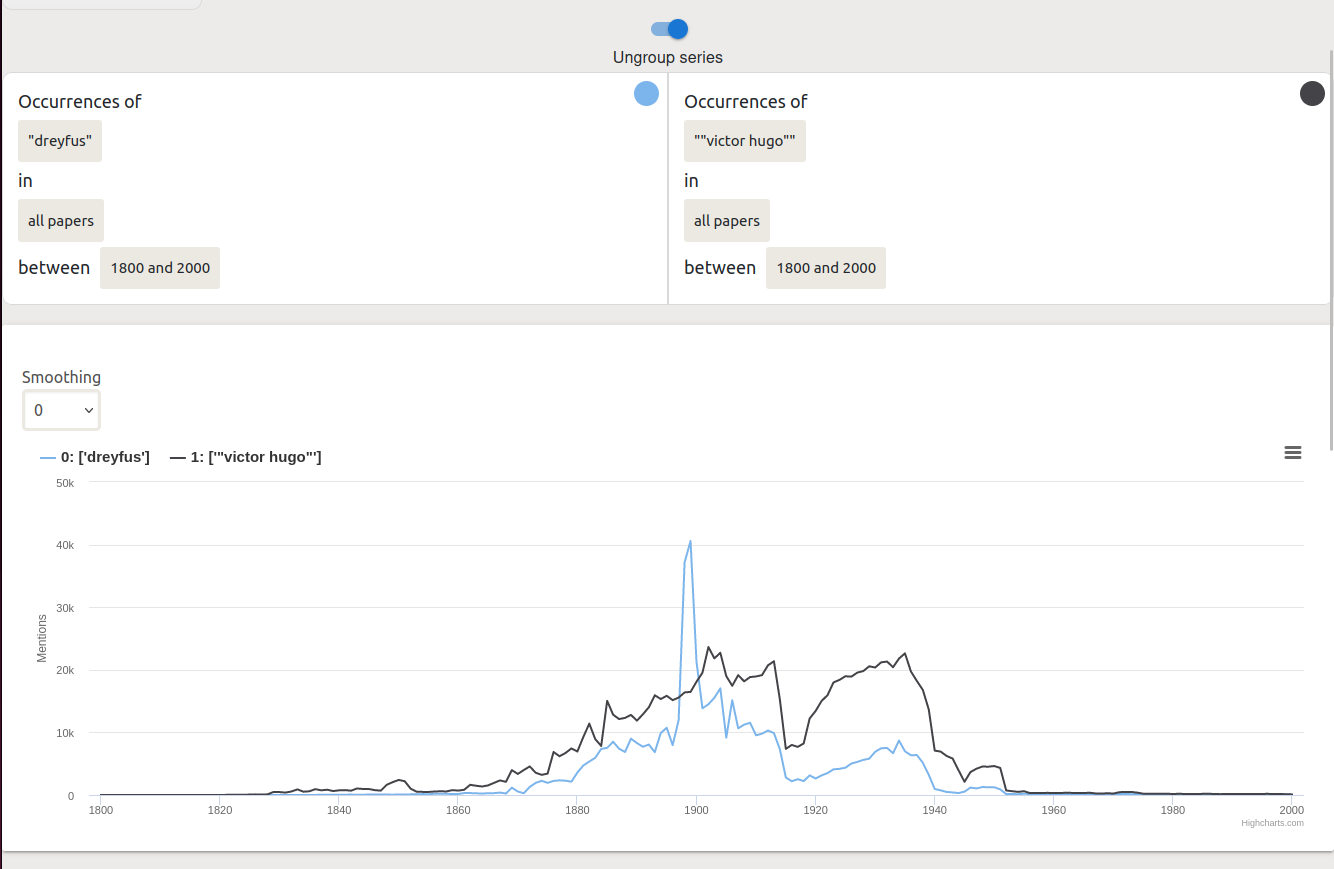 Ungroup series
Occurrences of
"dreyfus"
in
all papers
between 1800 and 2000
Occurrences of
""victor hugo""
in
all papers
between 1800 and 2000
Smoothing
0
0: ['dreyfus'] 1: ['"victor hugo"']
Mentions
50k
40k
30k
20k
10k
0
1800 1820 1840 1860 1880 1900 1920 1940 1960 1980 2000
Highcharts.com